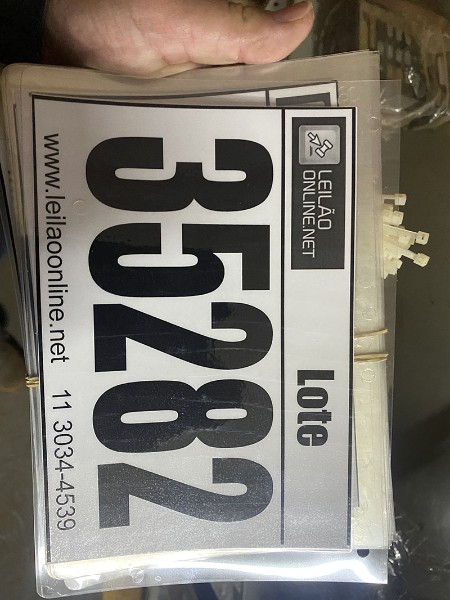 LEILÃO
ONLINE.NET
Lote
35282
www.leilaoonline.net 11 3034-4539